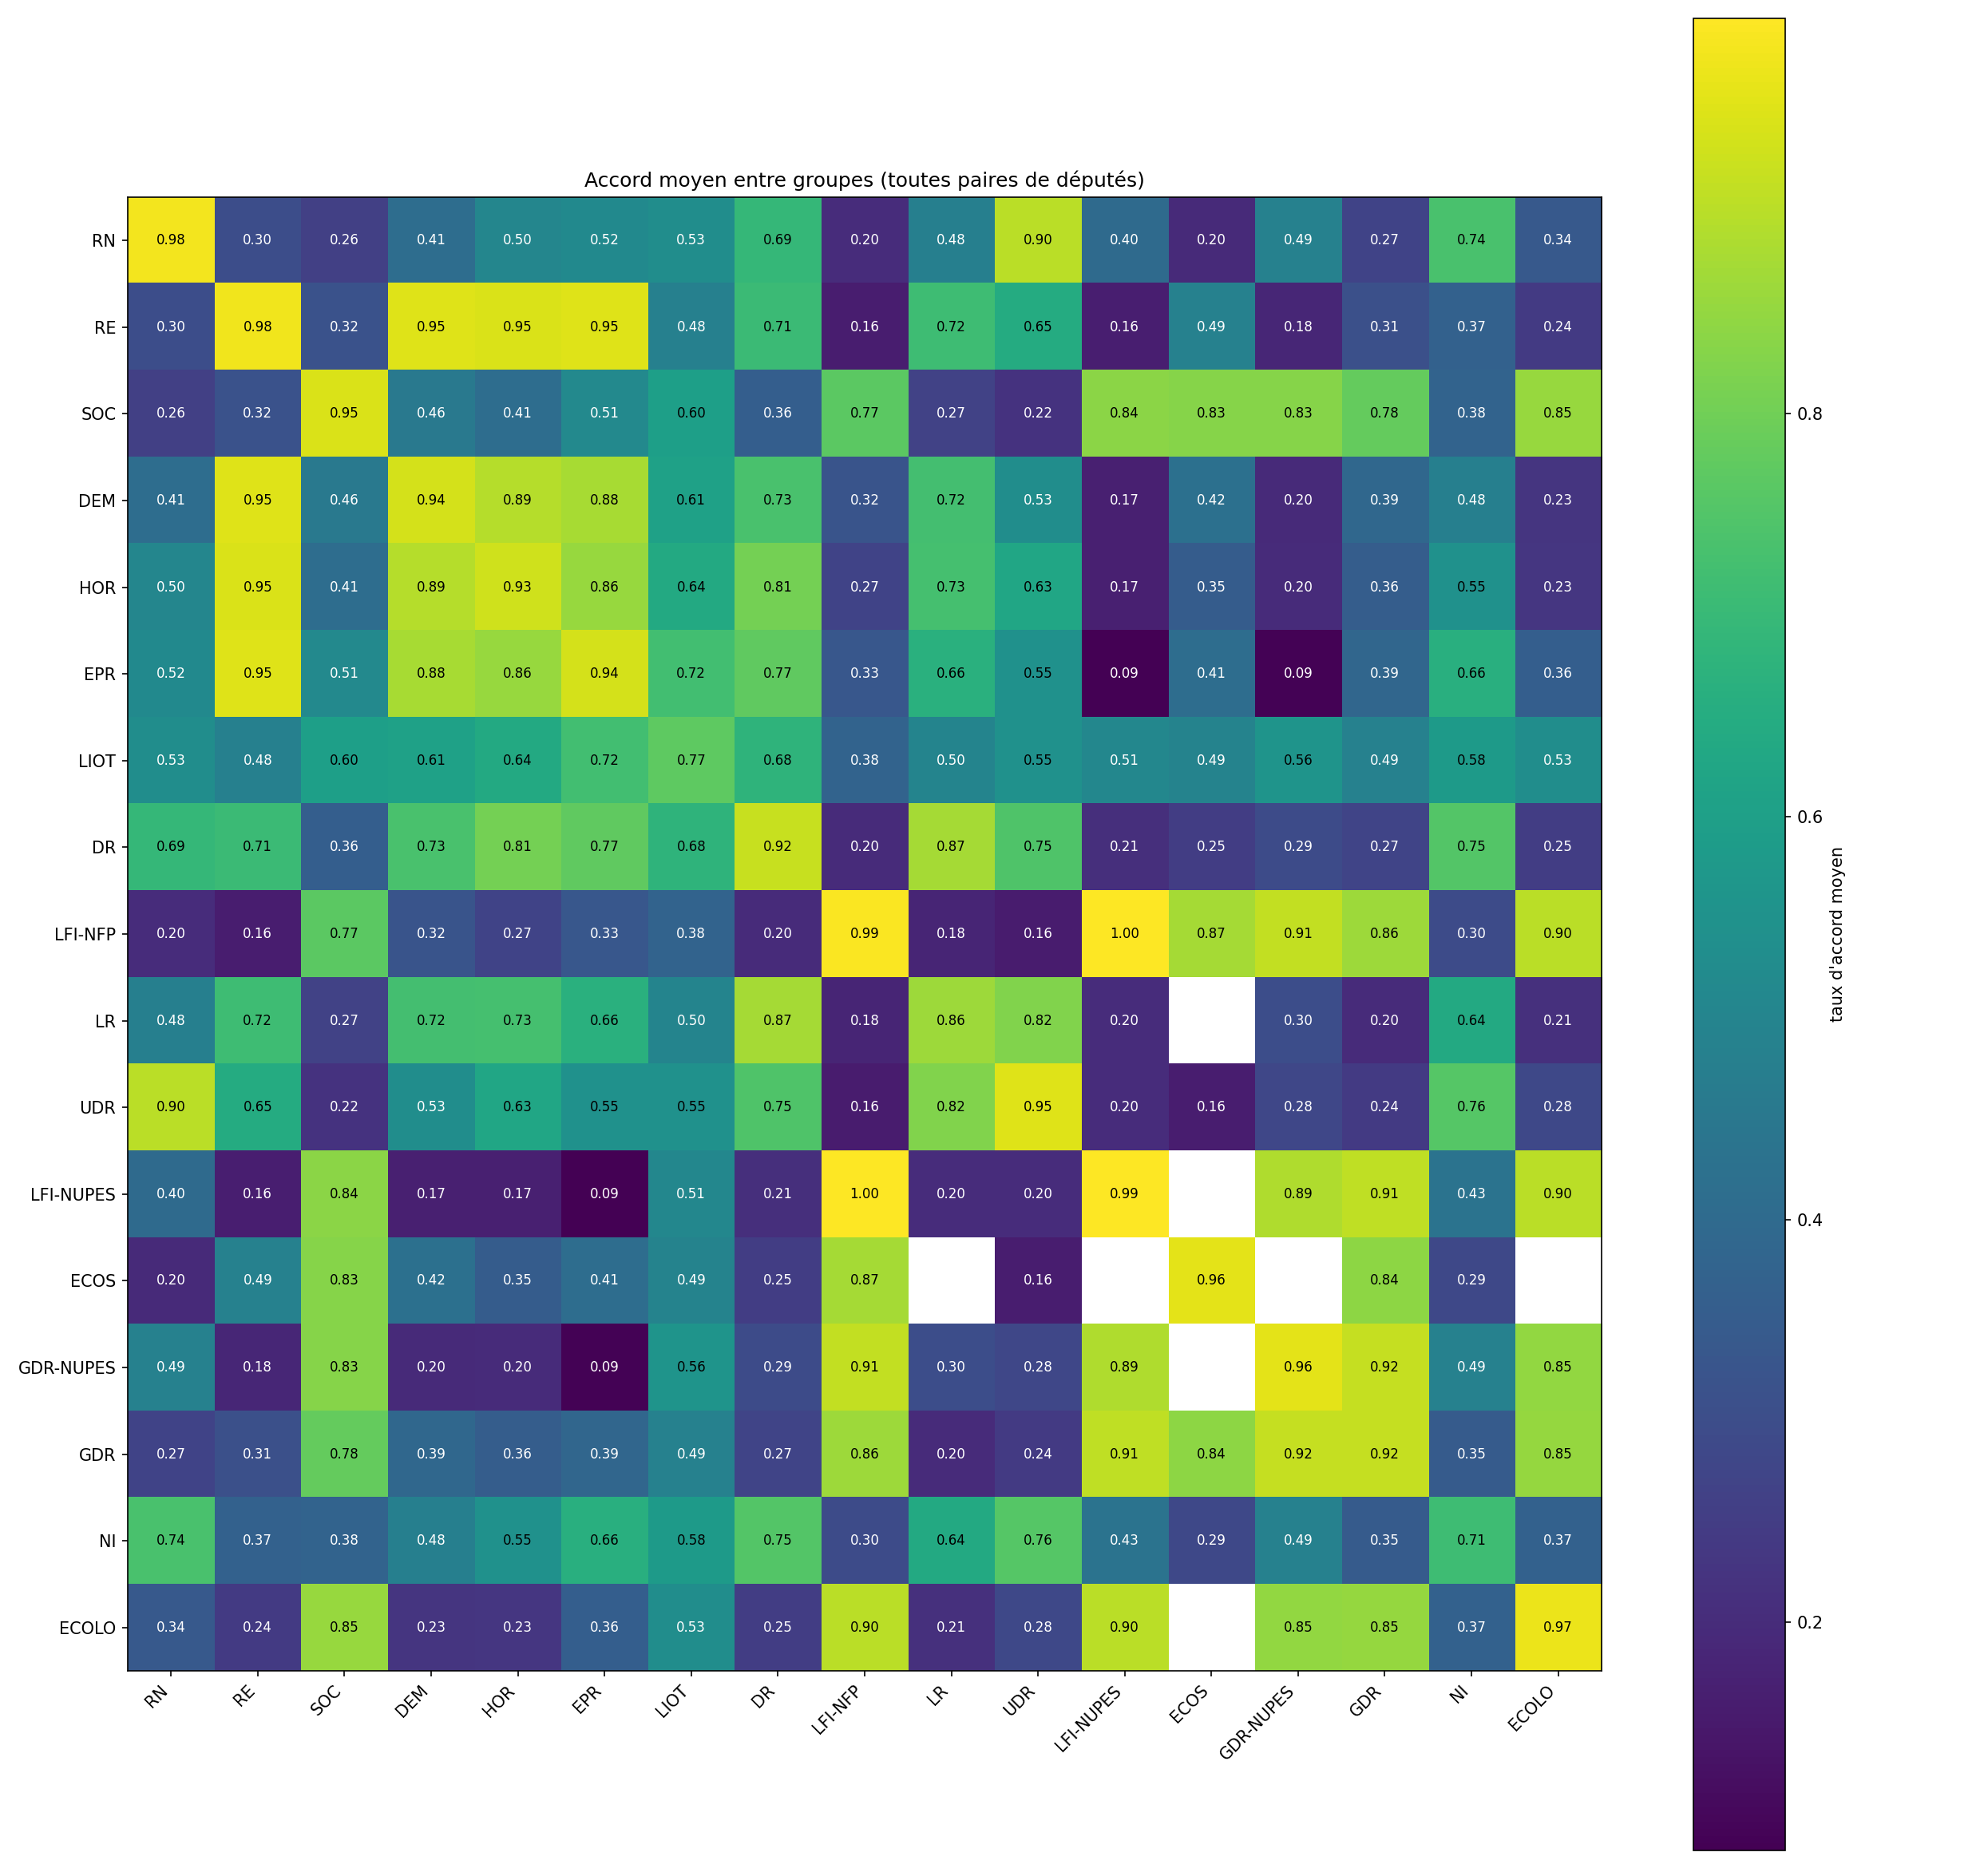 Accord moyen entre groupes (toutes paires de députés)
RN 0.98 0.30 0.26 0.41 0.50 0.52 0.53 0.69 0.20 0.48 0.90 0.40 0.20 0.49 0.27 0.74 0.34
RE 0.30 0.98 0.32 0.95 0.95 0.95 0.48 0.71 0.16 0.72 0.65 0.16 0.49 0.18 0.31 0.37 0.24
SOC 0.26 0.32 0.95 0.46 0.41 0.51 0.60 0.36 0.77 0.27 0.22 0.84 0.83 0.83 0.78 0.38 0.85
DEM 0.41 0.95 0.46 0.94 0.89 0.88 0.61 0.73 0.32 0.72 0.53 0.17 0.42 0.20 0.39 0.48 0.23
HOR 0.50 0.95 0.41 0.89 0.93 0.86 0.64 0.81 0.27 0.73 0.63 0.17 0.35 0.20 0.36 0.55 0.23
EPR 0.52 0.95 0.51 0.88 0.86 0.94 0.72 0.77 0.33 0.66 0.55 0.09 0.41 0.09 0.39 0.66 0.36
LIOT 0.53 0.48 0.60 0.61 0.64 0.72 0.77 0.68 0.38 0.50 0.55 0.51 0.49 0.56 0.49 0.58 0.53
DR 0.69 0.71 0.36 0.73 0.81 0.77 0.68 0.92 0.20 0.87 0.75 0.21 0.25 0.29 0.27 0.75 0.25
LFI-NFP 0.20 0.16 0.77 0.32 0.27 0.33 0.38 0.20 0.99 0.18 0.16 1.00 0.87 0.91 0.86 0.30 0.90
LR 0.48 0.72 0.27 0.72 0.73 0.66 0.50 0.87 0.18 0.86 0.82 0.20 0.30 0.20 0.64 0.21
UDR 0.90 0.65 0.22 0.53 0.63 0.55 0.55 0.75 0.16 0.82 0.95 0.20 0.16 0.28 0.24 0.76 0.28
LFI-NUPES 0.40 0.16 0.84 0.17 0.17 0.09 0.51 0.21 1.00 0.20 0.20 0.99 0.89 0.91 0.43 0.90
ECOS 0.20 0.49 0.83 0.42 0.35 0.41 0.49 0.25 0.87 0.16 0.96 0.84 0.29
GDR-NUPES 0.49 0.18 0.83 0.20 0.20 0.09 0.56 0.29 0.91 0.30 0.28 0.89 0.96 0.92 0.49 0.85
GDR 0.27 0.31 0.78 0.39 0.36 0.39 0.49 0.27 0.86 0.20 0.24 0.91 0.84 0.92 0.92 0.35 0.85
NI 0.74 0.37 0.38 0.48 0.55 0.66 0.58 0.75 0.30 0.64 0.76 0.43 0.29 0.49 0.35 0.71 0.37
ECOLO 0.34 0.24 0.85 0.23 0.23 0.36 0.53 0.25 0.90 0.21 0.28 0.90 0.85 0.85 0.37 0.97
RN RE SOC DEM HOR EPR LIOT DR LFI-NFP LR UDR LFI-NUPES ECOS GDR-NUPES GDR NI ECOLO
0.8
0.6
0.4
0.2
taux d'accord moyen